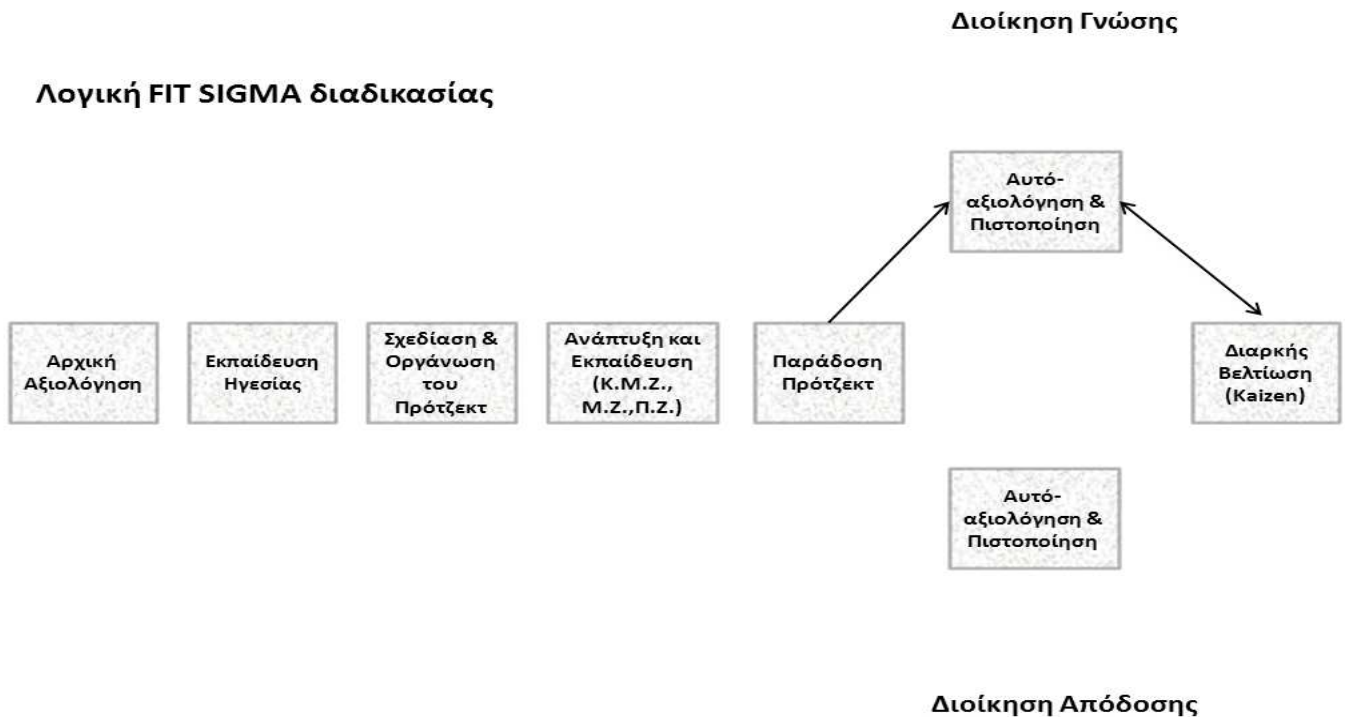 Διοίκηση Γνώσης
Λογική FIT SIGMA διαδικασίας
Αυτό-
αξιολόγηση &
Πιστοποίηση
Αρχική
Αξιολόγηση
Εκπαίδευση
Ηγεσίας
Σχεδίαση &
Οργάνωση
του
Πρότζεκτ
Ανάπτυξη και
Εκπαίδευση
(Κ.Μ.Ζ.,
Μ.Ζ.,Π.Ζ.)
Παράδοση
Πρότζεκτ
Διαρκής
Βελτίωση
(Kaizen)
Αυτό-
αξιολόγηση &
Πιστοποίηση
Διοίκηση Απόδοσης